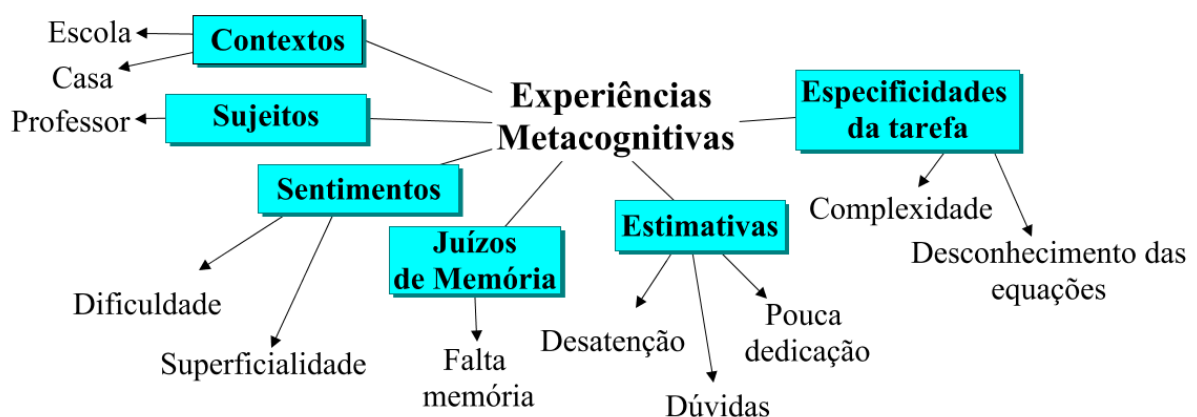 Escola
Contextos
Casa
Professor
Sujeitos
Experiências
Metacognitivas
Especificidades
da tarefa
Sentimentos
Dificuldade
Superficialidade
Juízos
de Memória
Falta
memória
Estimativas
Desatenção
Dúvidas
Pouca
dedicação
Complexidade
Desconhecimento das
equações